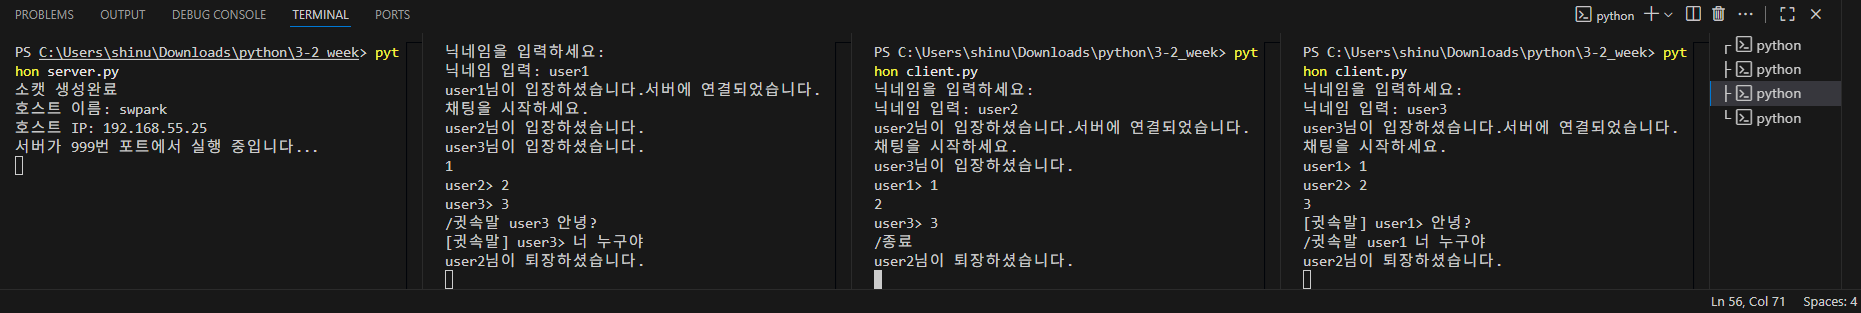 PROBLEMS OUTPUT DEBUG CONSOLE TERMINAL PORTS
python
PS C:\Users\shinu\Downloads\python\3-2_week> pyt
hon server.py
소캣 생성완료
호스트 이름: swpark
호스트 IP: 192.168.55.25
서버가 999번 포트에서 실행 중입니다...
닉네임을 입력하세요:
닉네임 입력: user1
user1님이 입장하셨습니다.서버에 연결되었습니다.
채팅을 시작하세요.
user2님이 입장하셨습니다.
user3님이 입장하셨습니다.
1
user2> 2
user3> 3
/귓속말 user3 안녕?
[귓속말] user3> 너 누구야
user2님이 퇴장하셨습니다.
PS C:\Users\shinu\Downloads\python\3-2_week> pyt
hon client.py
닉네임을 입력하세요:
닉네임 입력: user2
user2님이 입장하셨습니다.서버에 연결되었습니다.
채팅을 시작하세요.
user3님이 입장하셨습니다.
user1> 1
2
user3> 3
/종료
user2님이 퇴장하셨습니다.
PS C:\Users\shinu\Downloads\python\3-2_week> pyt
hon client.py
닉네임을 입력하세요:
닉네임 입력: user3
user3님이 입장하셨습니다.서버에 연결되었습니다.
채팅을 시작하세요.
user1> 1
user2> 2
3
[귓속말] user1> 안녕?
/귓속말 user1 너 누구야
user2님이 퇴장하셨습니다.
python
python
python
python
Ln 56, Col 71 Spaces: 4